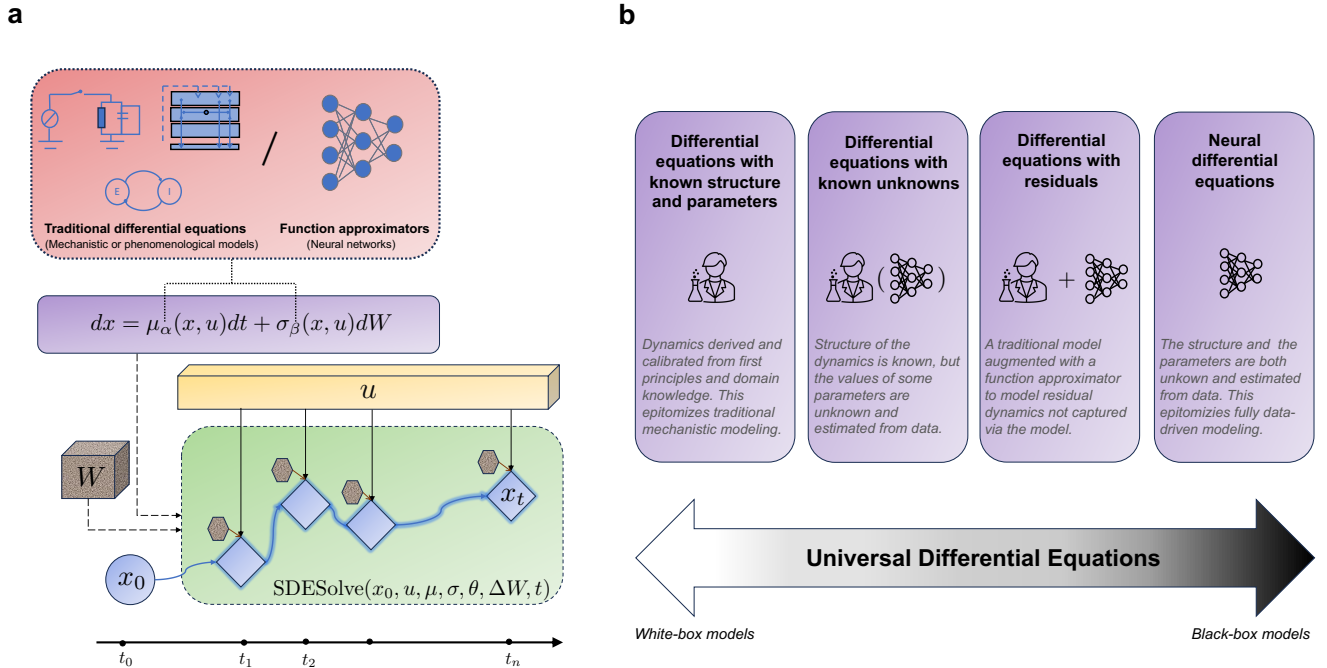 a
E
I
/
Traditional differential equations
(Mechanistic or phenomenological models)
Function approximators
(Neural networks)
dx = μ_α(x, u)dt + σ_β(x, u)dW
u
W
x_0
x_t
SDESolve(x_0, u, μ, σ, θ, ΔW, t)
t_0
t_1
t_2
t_n
b
Differential
equations with
known structure
and parameters
Dynamics derived and
calibrated from first
principles and domain
knowledge. This
epitomizes traditional
mechanistic modeling.
Differential
equations with
known unknowns
( )
Structure of the
dynamics is known, but
the values of some
parameters are
unknown and
estimated from data.
Differential
equations with
residuals
+
A traditional model
augmented with a
function approximator
to model residual
dynamics not captured
via the model.
Neural
differential
equations
The structure and the
parameters are both
unkown and estimated
from data. This
epitomizies fully data-
driven modeling.
Universal Differential Equations
White-box models
Black-box models